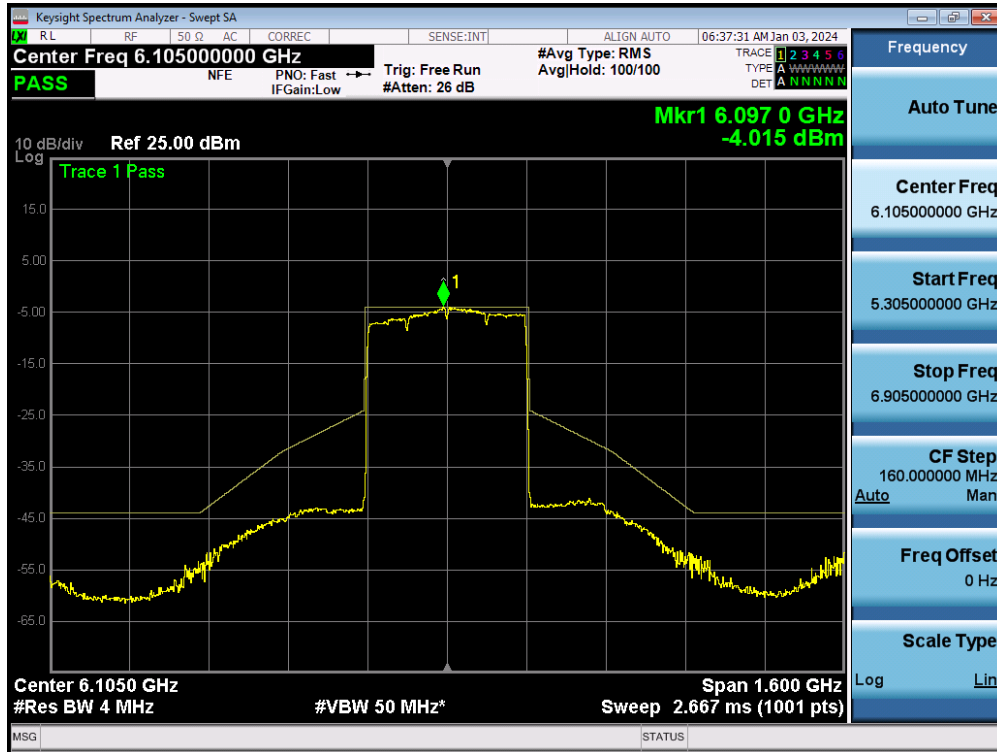 Keysight Spectrum Analyzer - Swept SA
LXI RL RF 50 Ω AC CORREC SENSE:INT ALIGN AUTO 06:37:31 AM Jan 03, 2024
Center Freq 6.105000000 GHz
PASS
NFE
PNO: Fast
IFGain:Low
Trig: Free Run
#Atten: 26 dB
#Avg Type: RMS
Avg|Hold: 100/100
TRACE 1 2 3 4 5 6
TYPE A WWWWW
DET A N N N N N
Mkr1 6.097 0 GHz
-4.015 dBm
10 dB/div Ref 25.00 dBm
Log
Trace 1 Pass
15.0
5.00
-5.00
-15.0
-25.0
-35.0
-45.0
-55.0
-65.0
1
Center 6.1050 GHz Span 1.600 GHz
#Res BW 4 MHz #VBW 50 MHz* Sweep 2.667 ms (1001 pts)
MSG STATUS
Frequency
Auto Tune
Center Freq
6.105000000 GHz
Start Freq
5.305000000 GHz
Stop Freq
6.905000000 GHz
CF Step
160.000000 MHz
Auto Man
Freq Offset
0 Hz
Scale Type
Log Lin